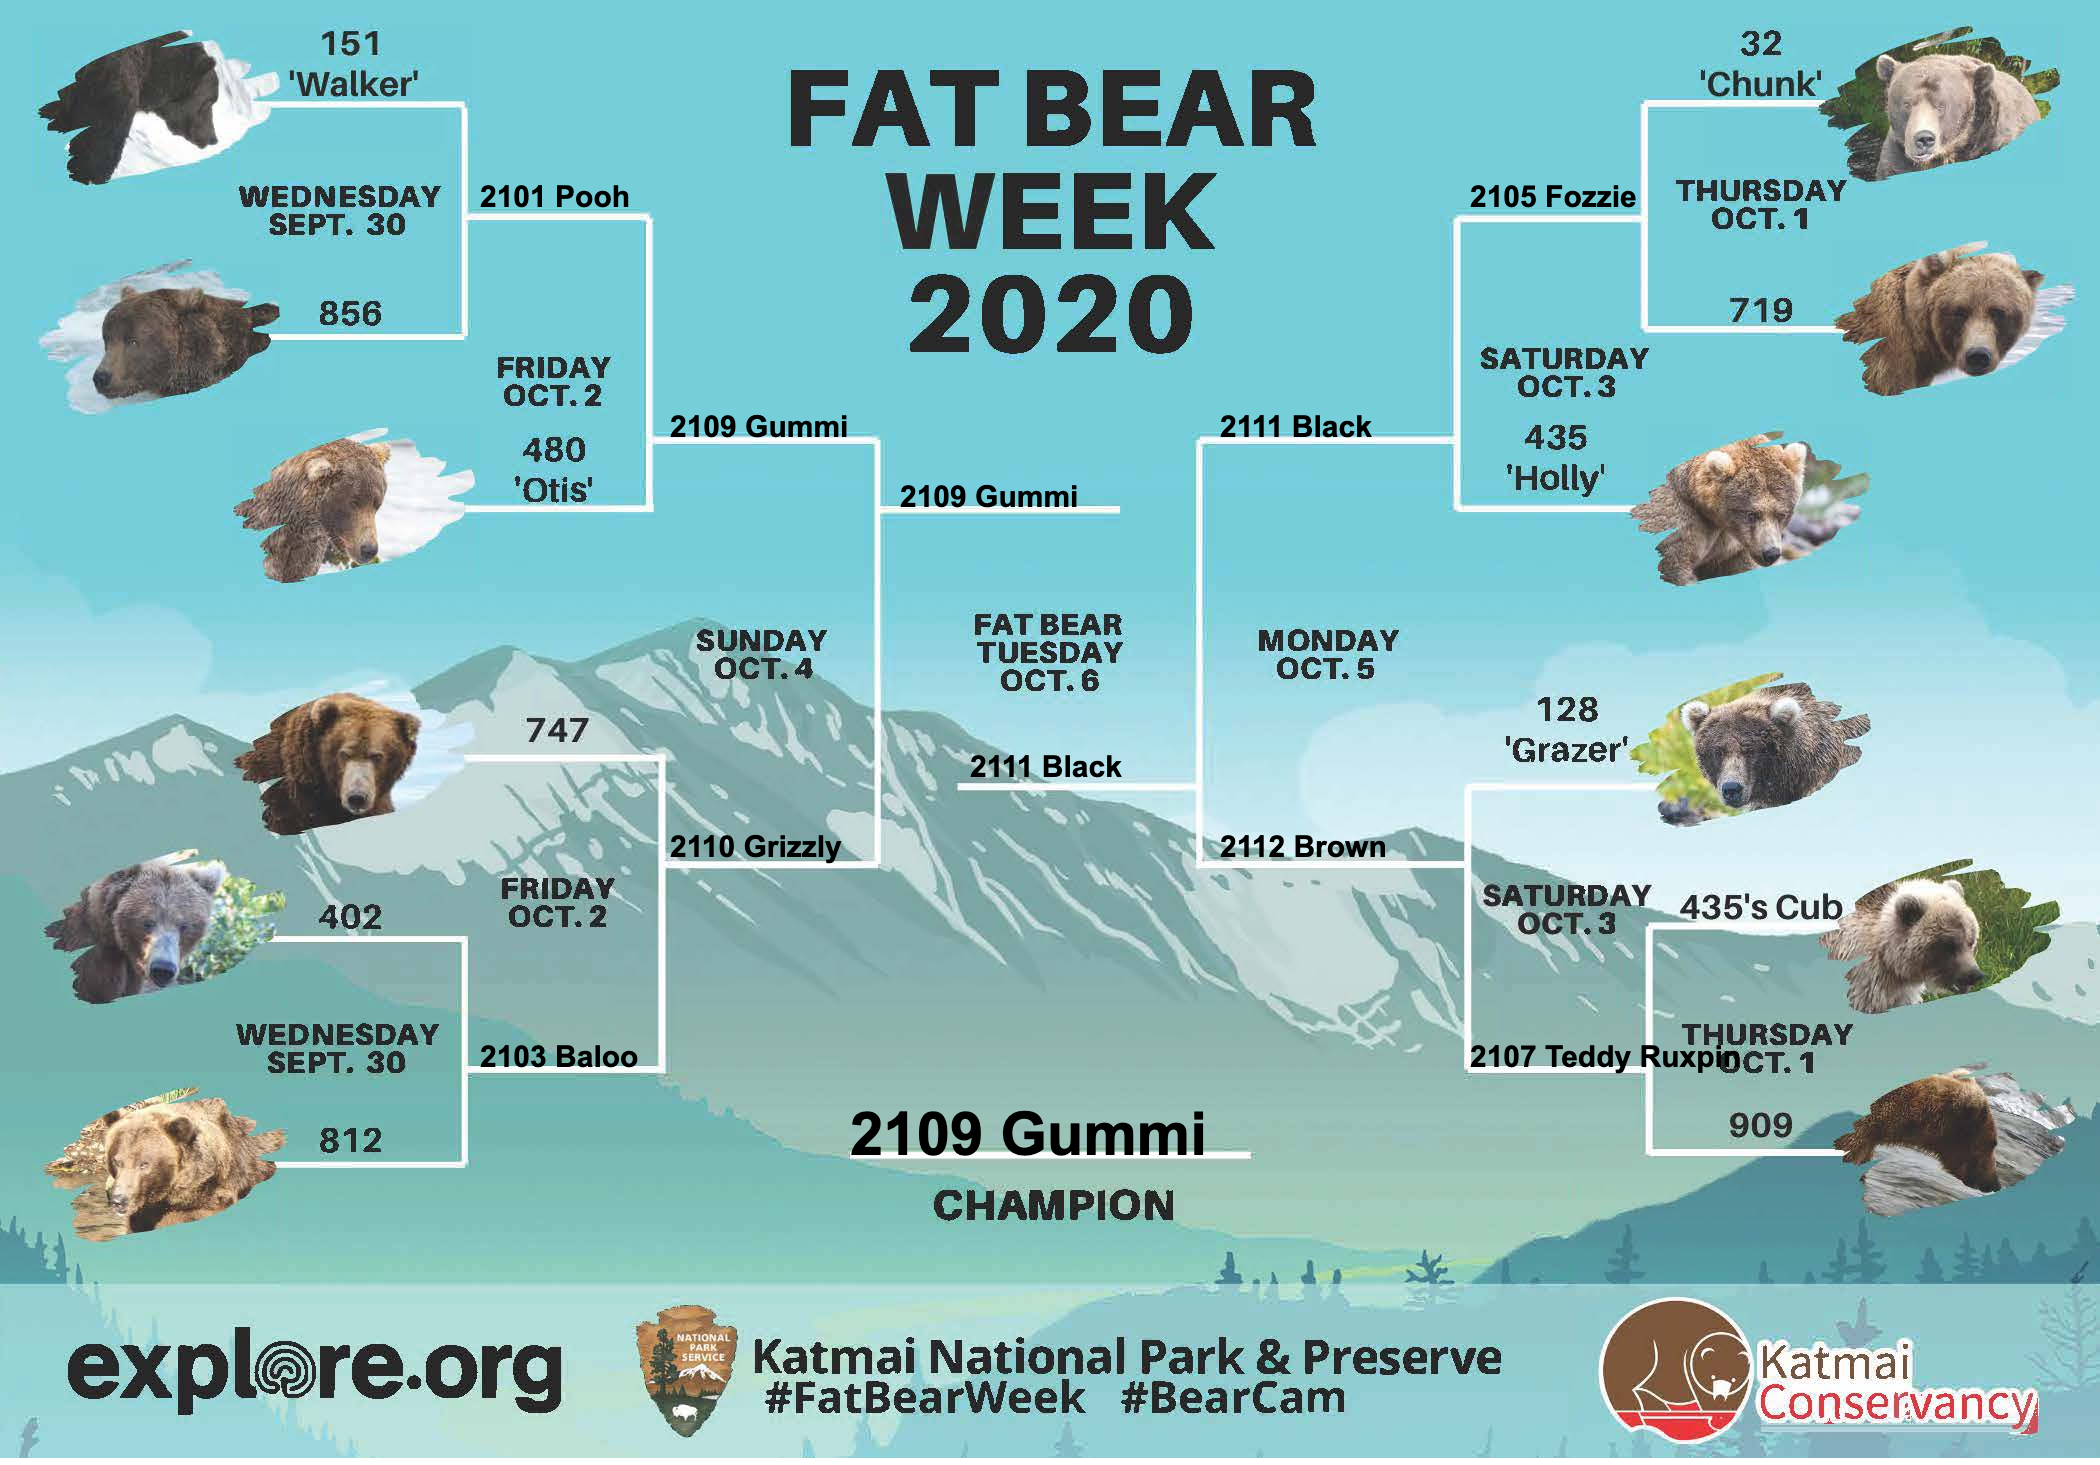 FAT BEAR
WEEK
2020
151
'Walker'
WEDNESDAY
SEPT. 30
2101 Pooh
856
FRIDAY
OCT. 2
480
'Otis'
2109 Gummi
2109 Gummi
SUNDAY
OCT. 4
747
2110 Grizzly
FRIDAY
OCT. 2
402
WEDNESDAY
SEPT. 30
2103 Baloo
812
FAT BEAR
TUESDAY
OCT. 6
32
'Chunk'
2105 Fozzie
THURSDAY
OCT. 1
719
SATURDAY
OCT. 3
2111 Black
435
'Holly'
MONDAY
OCT. 5
2111 Black
128
'Grazer'
2112 Brown
SATURDAY
OCT. 3
435's Cub
THURSDAY
OCT. 1
2107 Teddy Ruxpin
909
2109 Gummi
CHAMPION
explore.org
NATIONAL
PARK
SERVICE
Katmai National Park & Preserve
#FatBearWeek #BearCam
Katmai
Conservancy